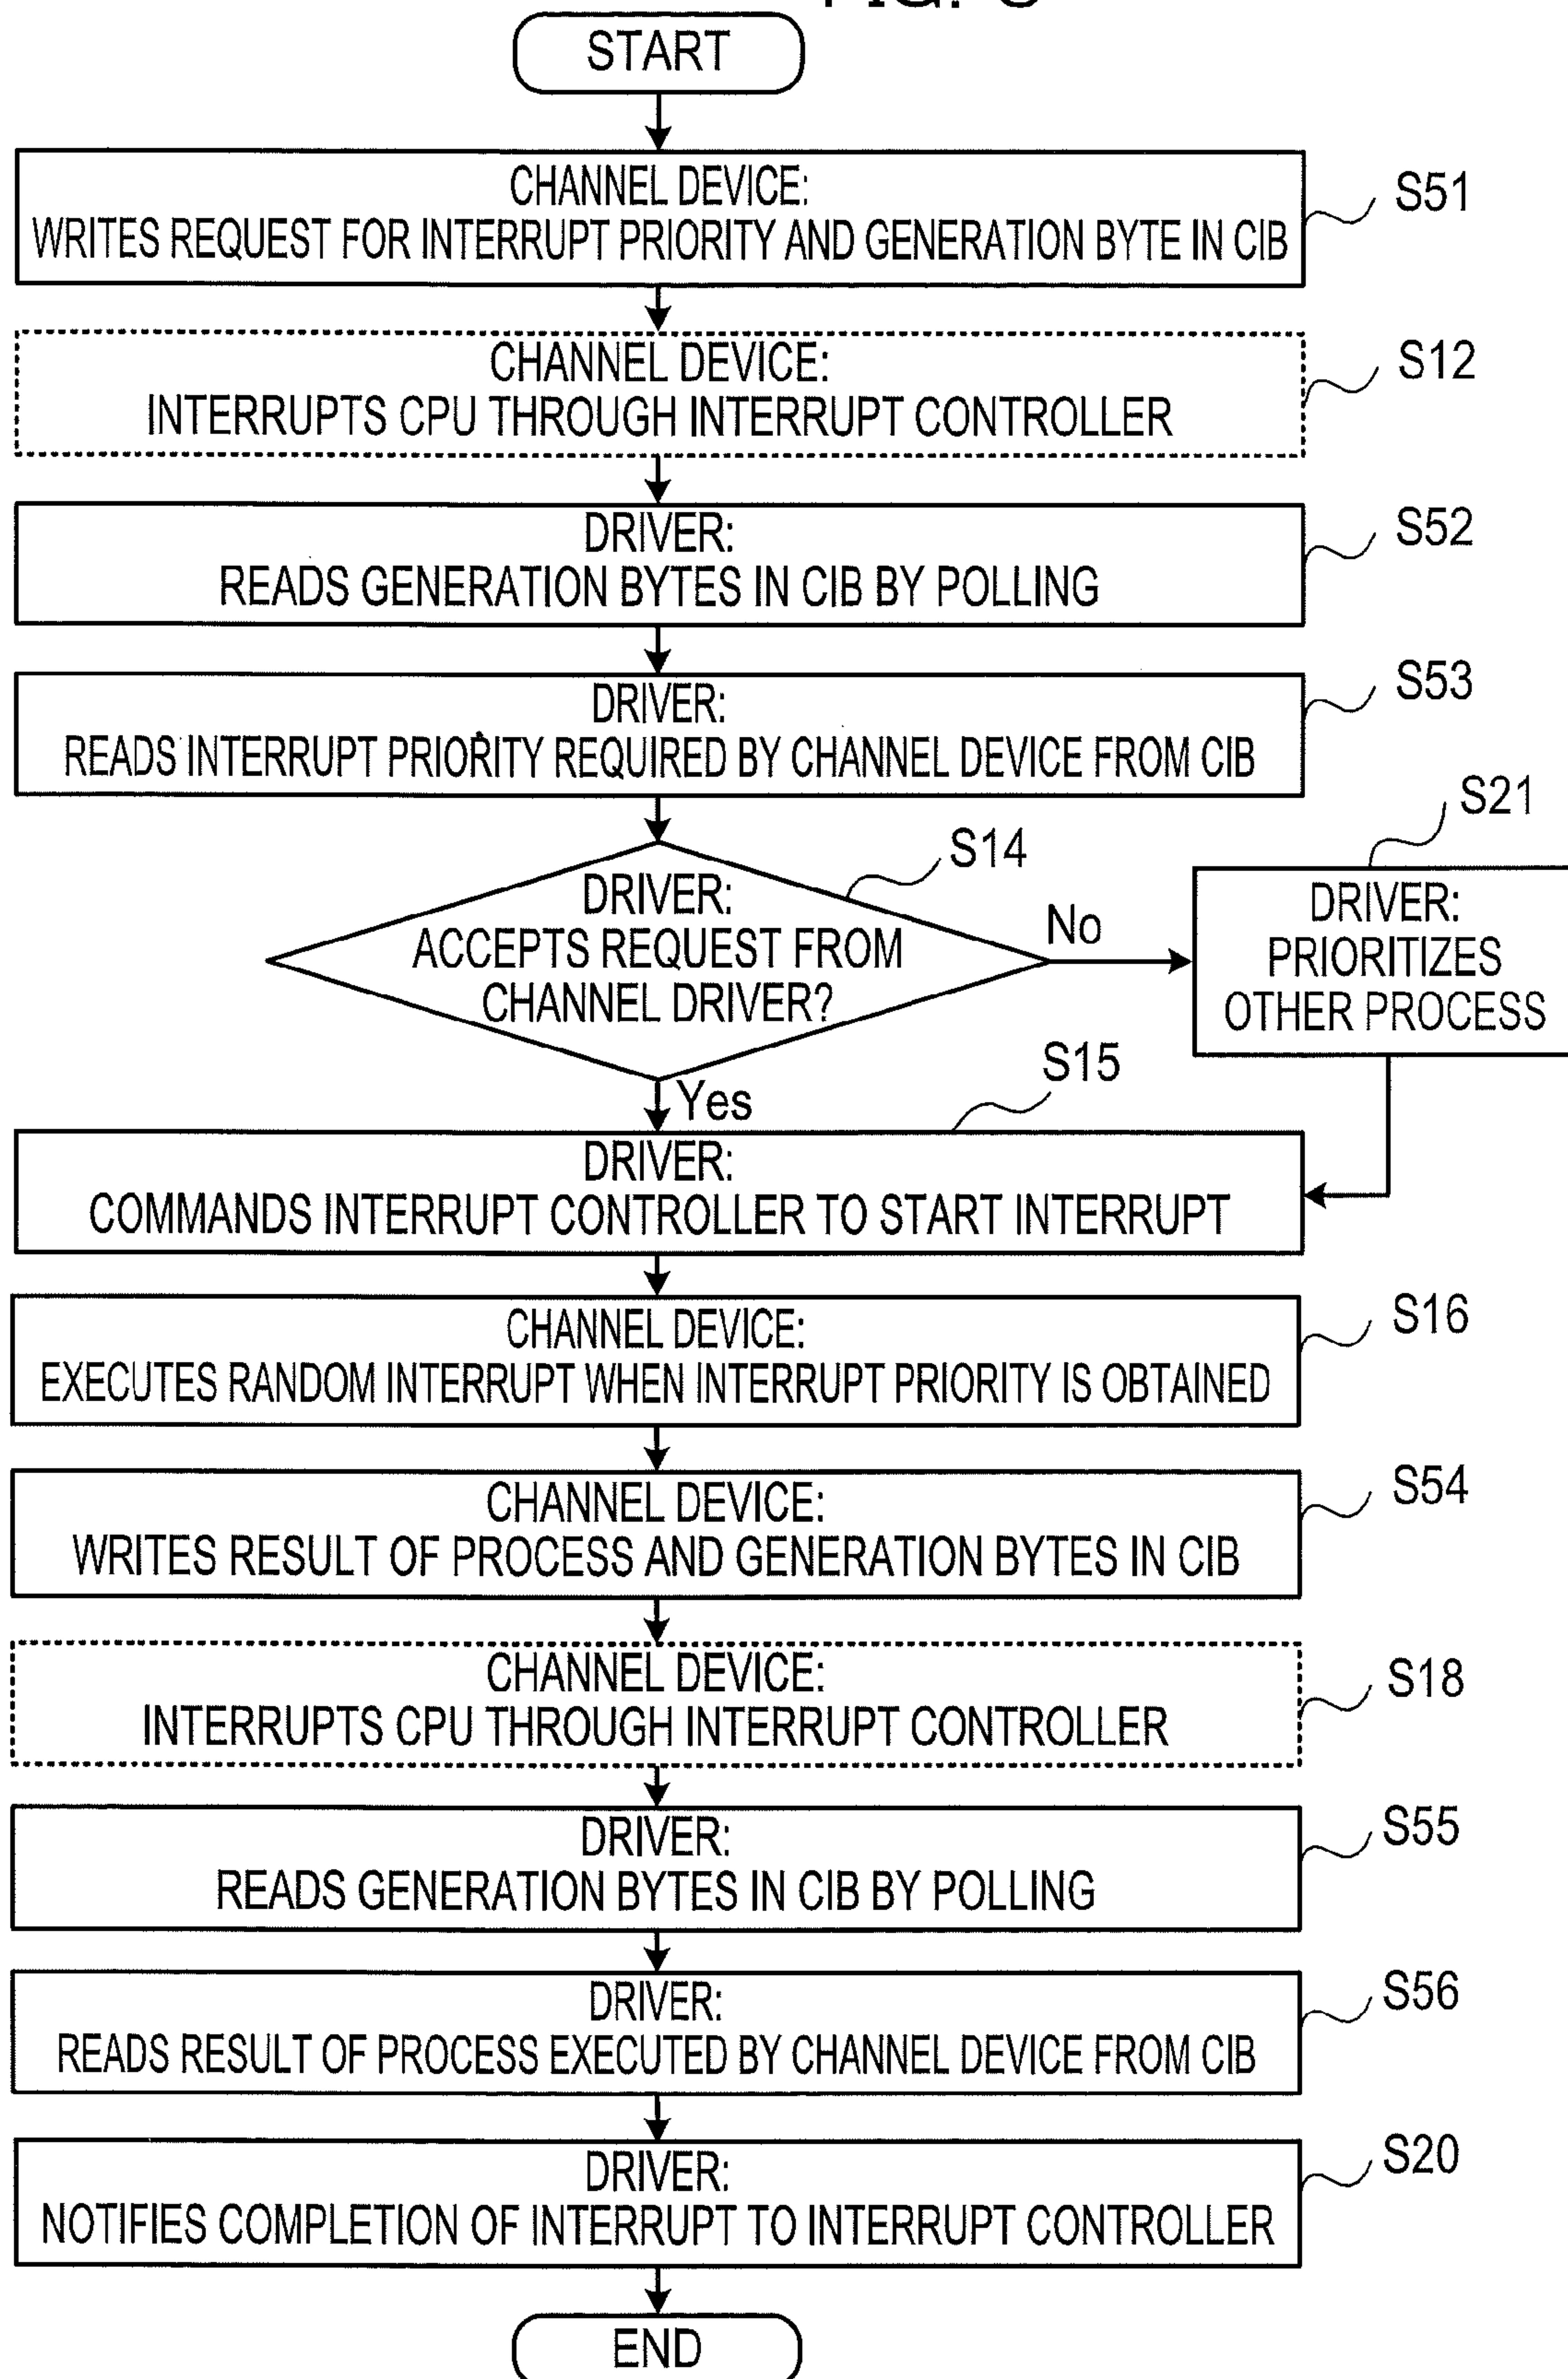 START
CHANNEL DEVICE:
WRITES REQUEST FOR INTERRUPT PRIORITY AND GENERATION BYTE IN CIB
S51
CHANNEL DEVICE:
INTERRUPTS CPU THROUGH INTERRUPT CONTROLLER
S12
DRIVER:
READS GENERATION BYTES IN CIB BY POLLING
S52
DRIVER:
READS INTERRUPT PRIORITY REQUIRED BY CHANNEL DEVICE FROM CIB
S53
DRIVER:
ACCEPTS REQUEST FROM
CHANNEL DRIVER?
S14
No
S21
DRIVER:
PRIORITIZES
OTHER PROCESS
Yes
S15
DRIVER:
COMMANDS INTERRUPT CONTROLLER TO START INTERRUPT
CHANNEL DEVICE:
EXECUTES RANDOM INTERRUPT WHEN INTERRUPT PRIORITY IS OBTAINED
S16
CHANNEL DEVICE:
WRITES RESULT OF PROCESS AND GENERATION BYTES IN CIB
S54
CHANNEL DEVICE:
INTERRUPTS CPU THROUGH INTERRUPT CONTROLLER
S18
DRIVER:
READS GENERATION BYTES IN CIB BY POLLING
S55
DRIVER:
READS RESULT OF PROCESS EXECUTED BY CHANNEL DEVICE FROM CIB
S56
DRIVER:
NOTIFIES COMPLETION OF INTERRUPT TO INTERRUPT CONTROLLER
S20
END